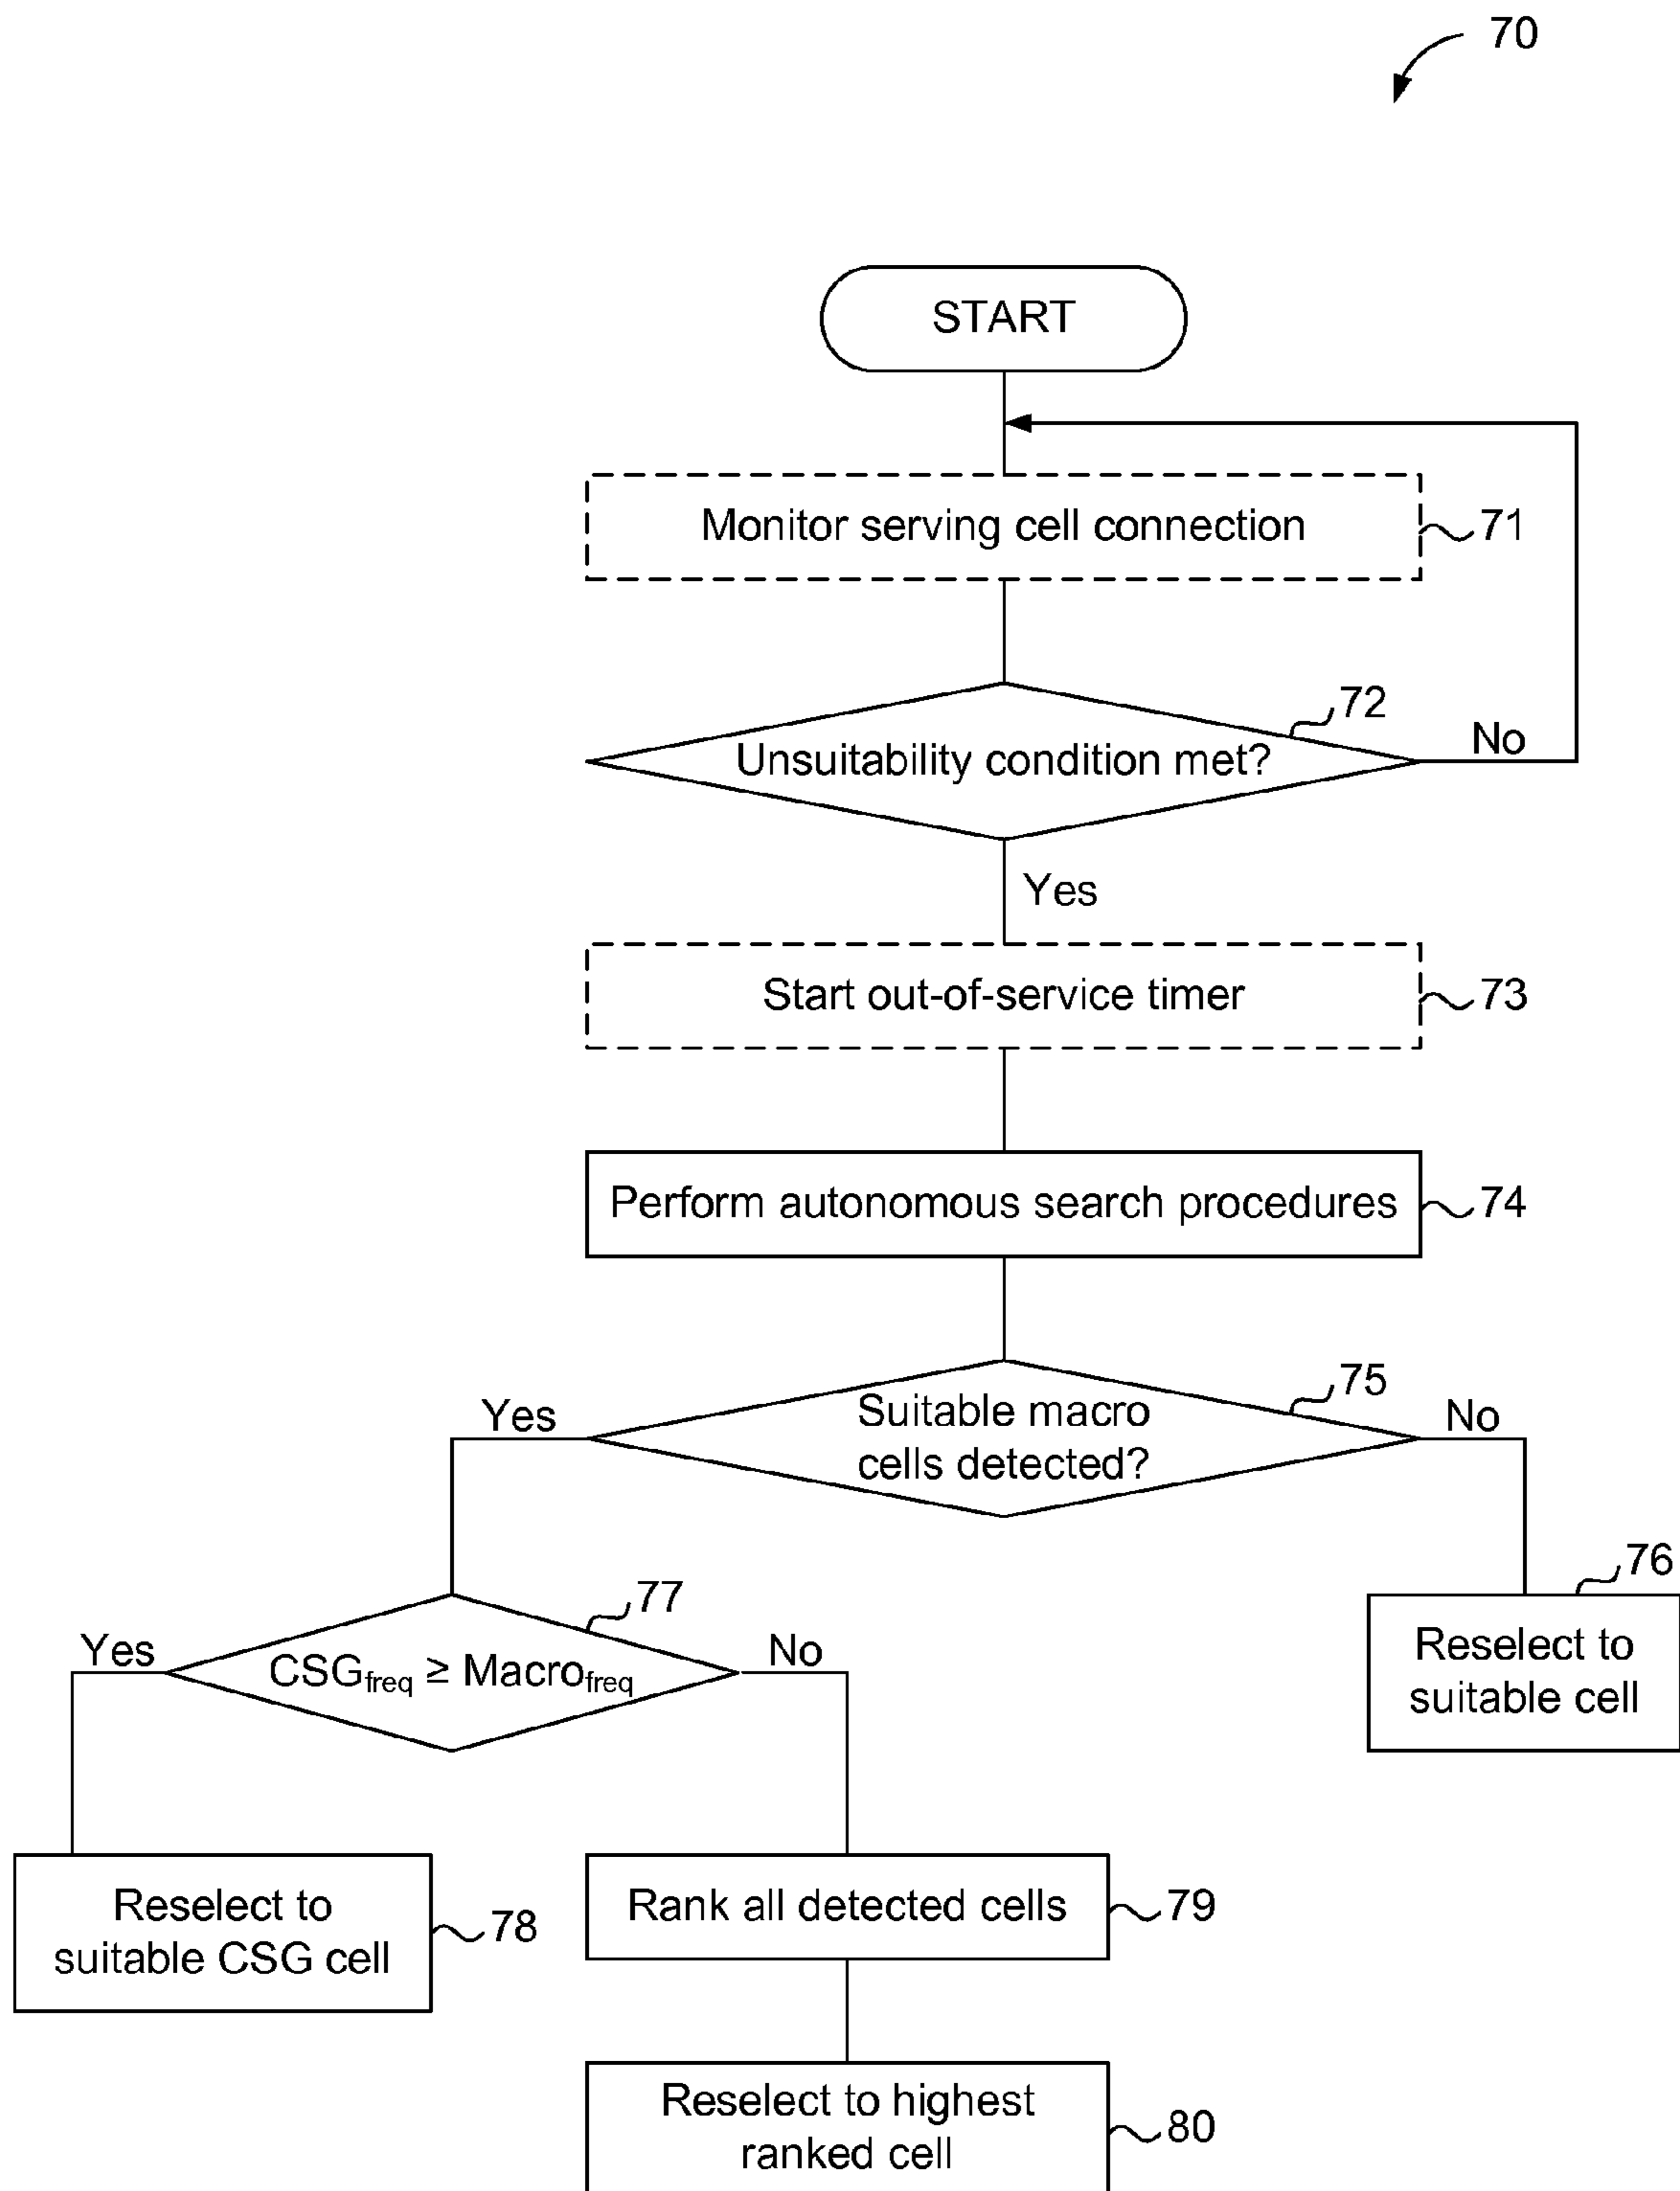 70
START
Monitor serving cell connection
71
72
Unsuitability condition met?
No
Yes
Start out-of-service timer
73
Perform autonomous search procedures
74
75
Suitable macro
cells detected?
Yes
No
76
Reselect to
suitable cell
77
CSGfreq ≥ Macrofreq
Yes
No
Reselect to
suitable CSG cell
78
Rank all detected cells
79
Reselect to highest
ranked cell
80